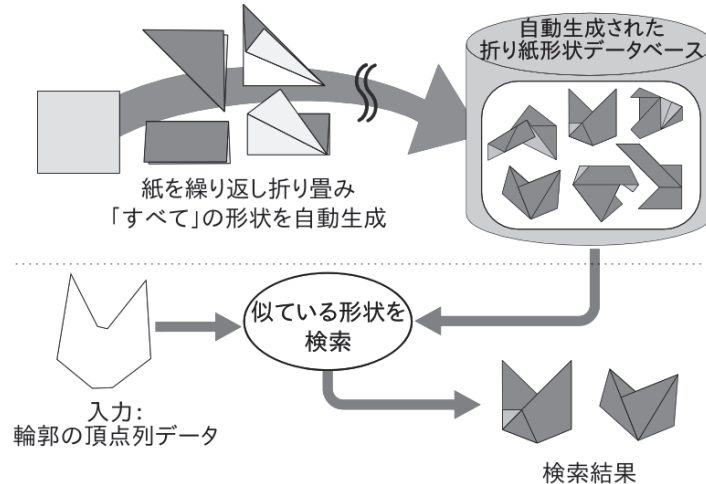 自動生成された
折り紙形状データベース
紙を繰り返し折り畳み
「すべて」の形状を自動生成
似ている形状を
検索
入力：
輪郭の頂点列データ
検索結果